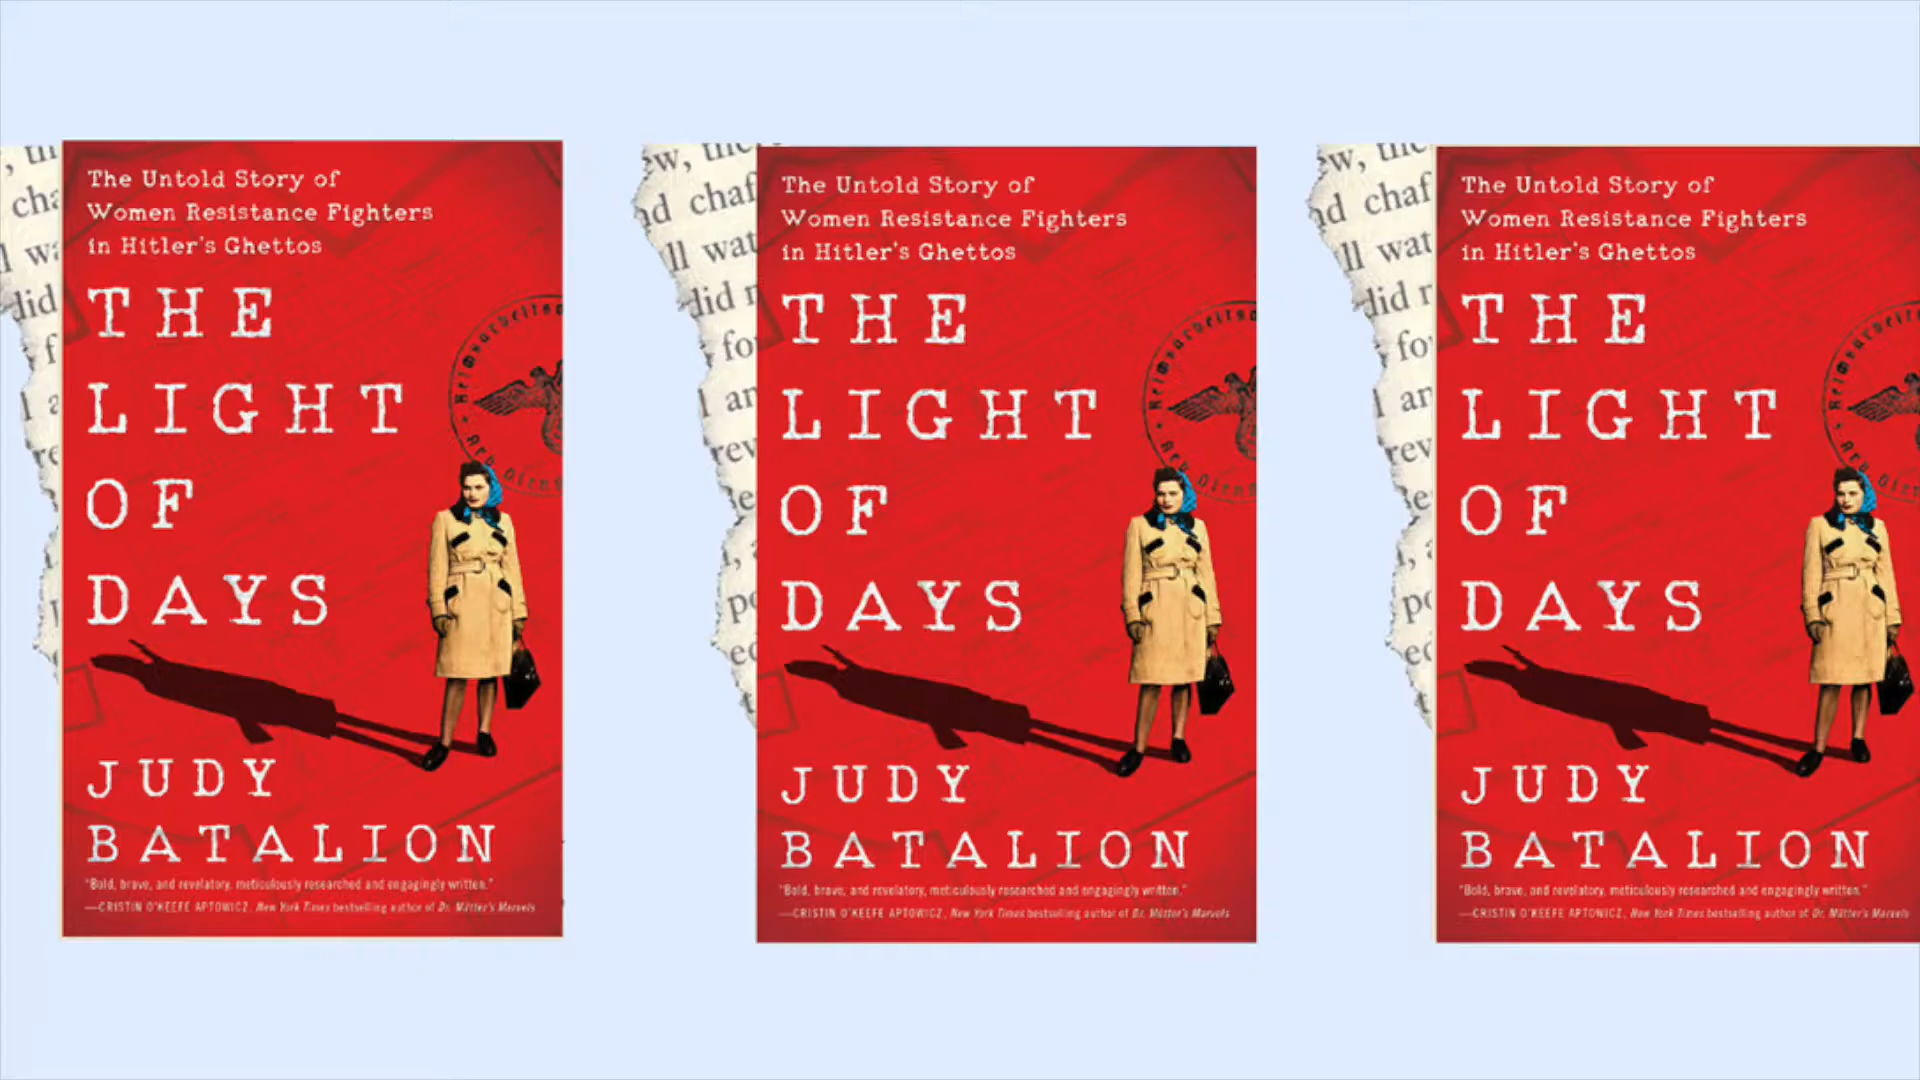 The Untold Story of
Women Resistance Fighters
in Hitler's Ghettos
THE
LIGHT
OF
DAYS
JUDY
BATALION
"Bold, brave, and revelatory, meticulously researched and engagingly written."
—CRISTIN O'KEEFE APTOWICZ, New York Times bestselling author of Dr. Mütter's Marvels
did
The Untold Story of
Women Resistance Fighters
in Hitler's Ghettos
THE
LIGHT
OF
DAYS
JUDY
BATALION
"Bold, brave, and revelatory, meticulously researched and engagingly written."
—CRISTIN O'KEEFE APTOWICZ, New York Times bestselling author of Dr. Mütter's Marvels
The Untold Story of
Women Resistance Fighters
in Hitler's Ghettos
THE
LIGHT
OF
DAYS
JUDY
BATALION
"Bold, brave, and revelatory, meticulously researched and engagingly written."
—CRISTIN O'KEEFE APTOWICZ, New York Times bestselling author of Dr. Mütter's Marvels